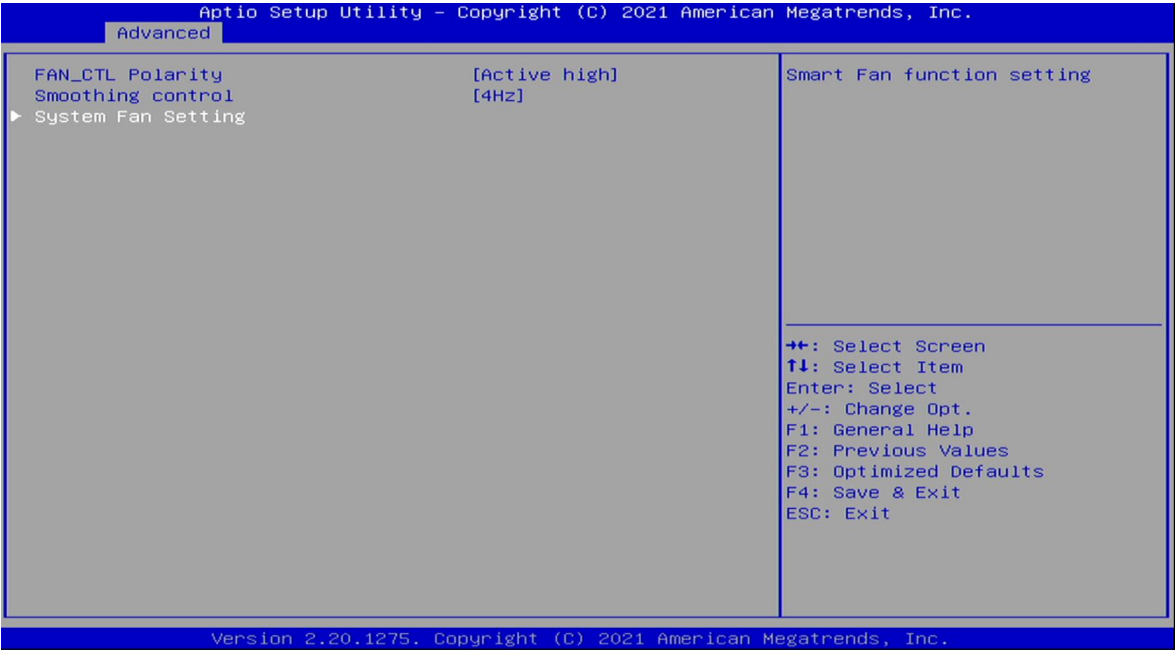 Aptio Setup Utility – Copyright (C) 2021 American Megatrends, Inc.
Advanced
FAN_CTL Polarity [Active high]
Smoothing control [4Hz]
► System Fan Setting
Smart Fan function setting
→←: Select Screen
↑↓: Select Item
Enter: Select
+/-: Change Opt.
F1: General Help
F2: Previous Values
F3: Optimized Defaults
F4: Save & Exit
ESC: Exit
Version 2.20.1275. Copyright (C) 2021 American Megatrends, Inc.